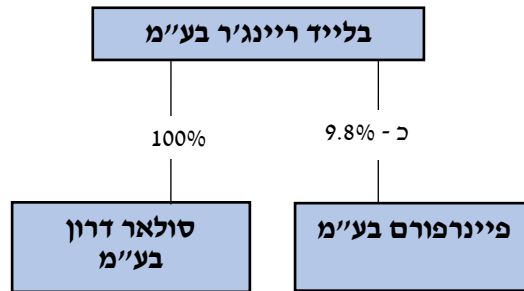 בלייד ריינג'ר בע"מ
כ - 9.8%
100%
פיינרפורם בע"מ
סולאר דרון
בע"מ